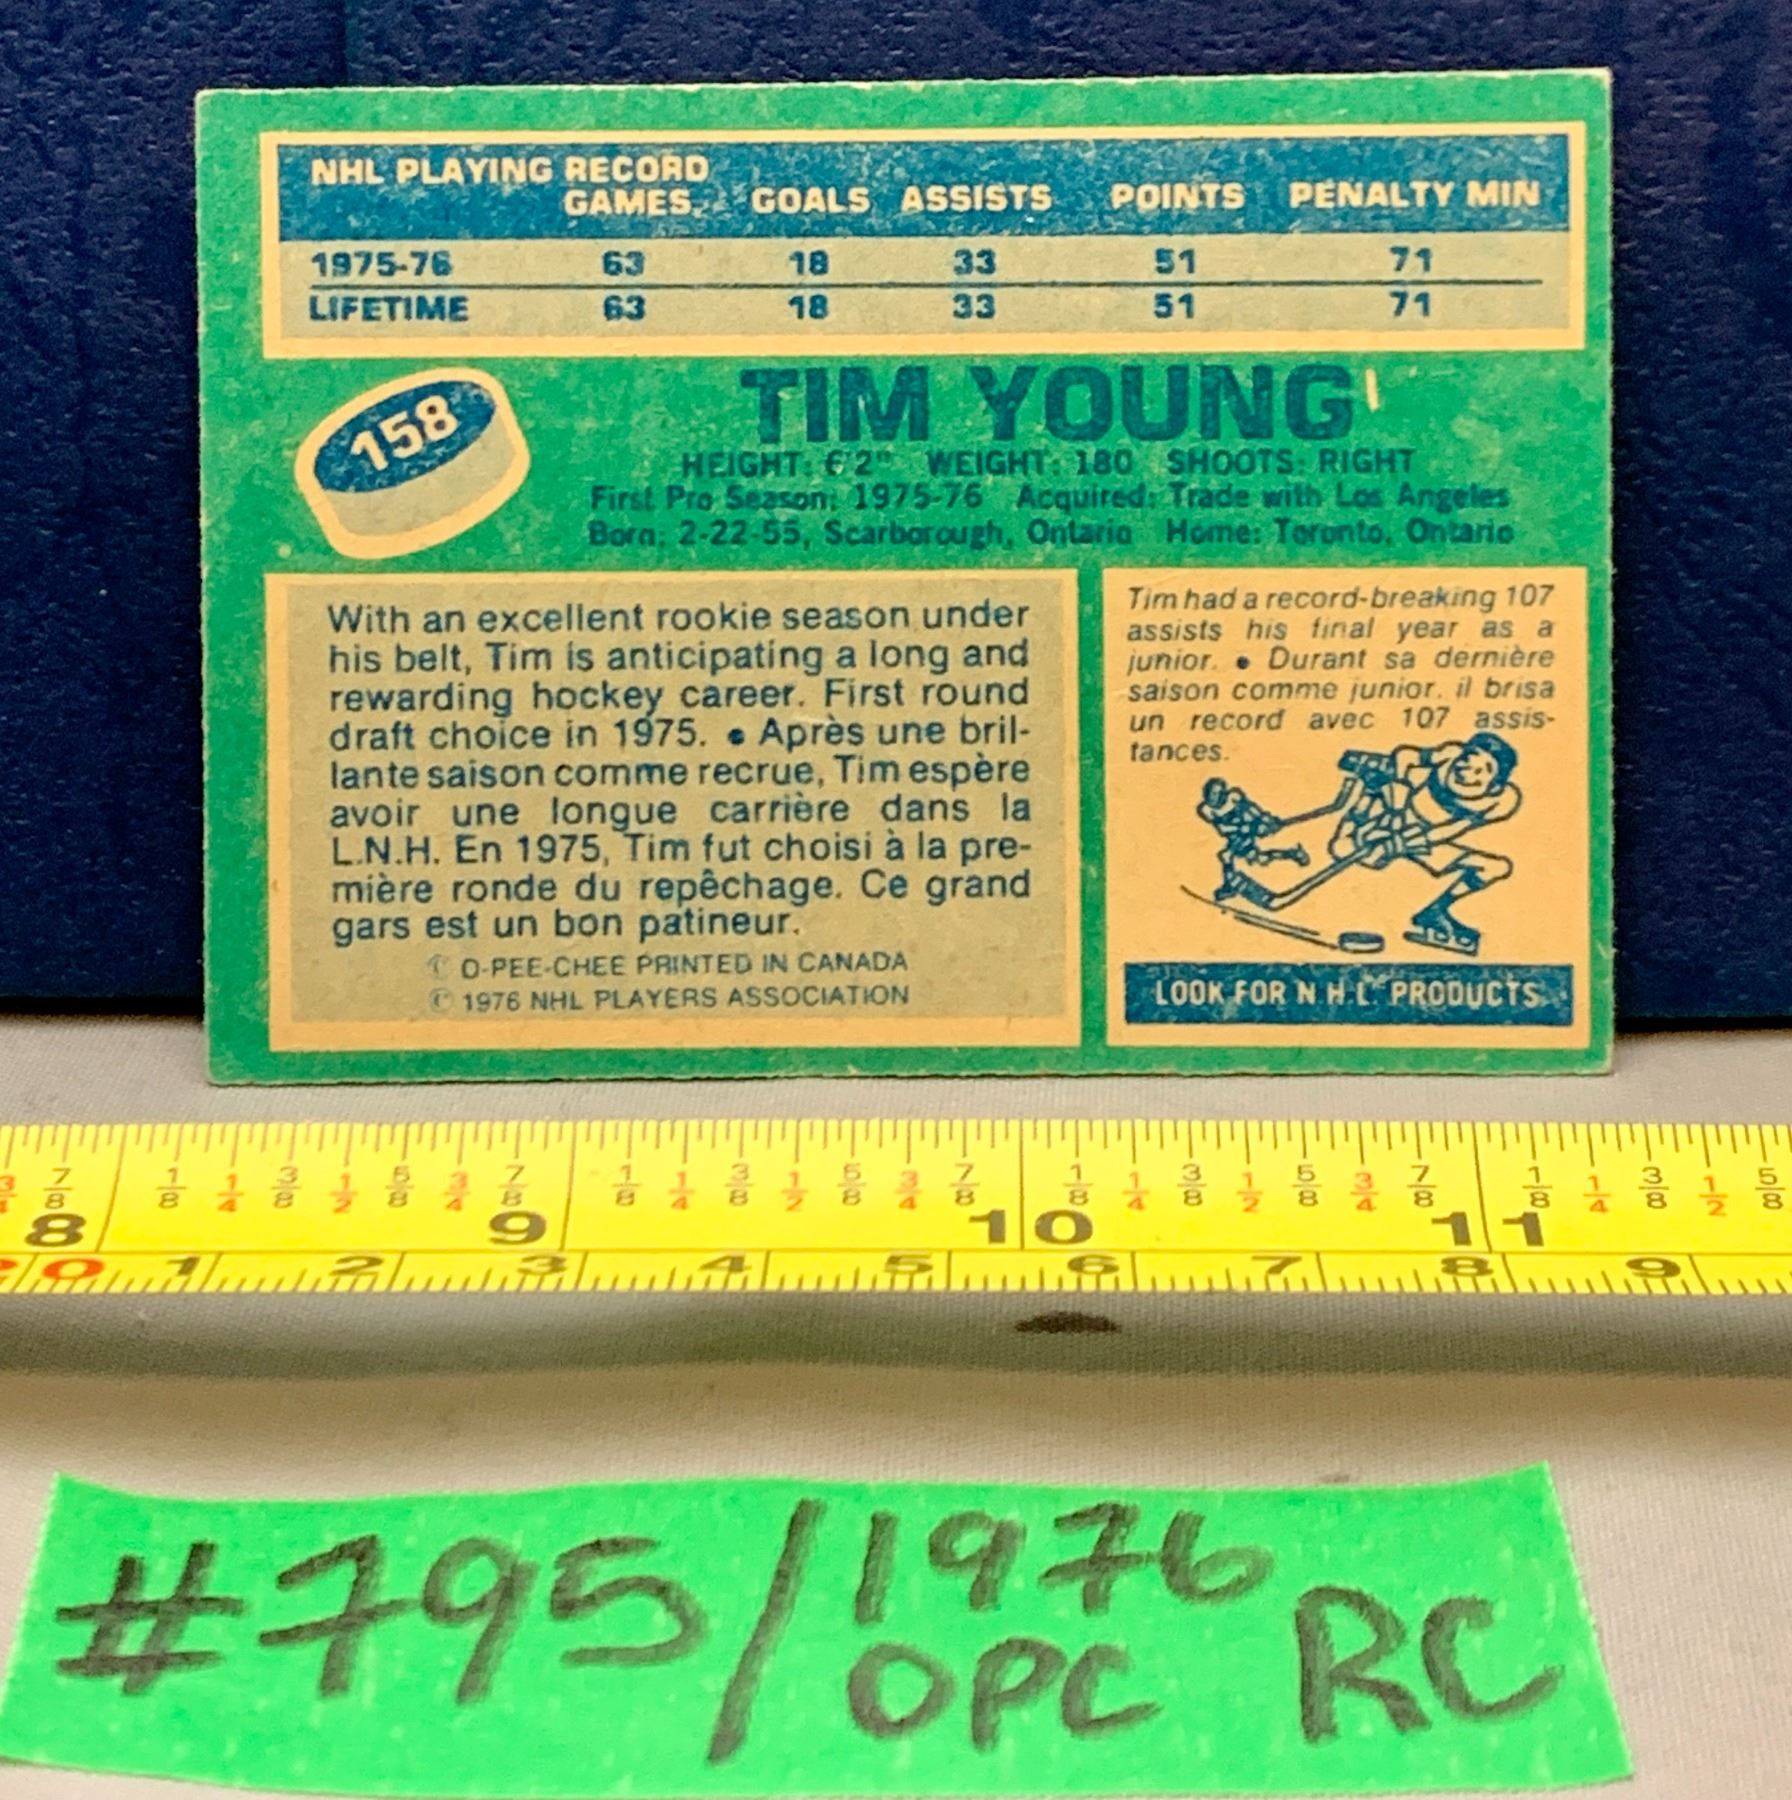 NHL PLAYING RECORD
GAMES GOALS ASSISTS POINTS PENALTY MIN
1975-76 63 18 33 51 71
LIFETIME 63 18 33 51 71
158
TIM YOUNG
HEIGHT: 6'2" WEIGHT: 180 SHOOTS: RIGHT
First Pro Season: 1975-76 Acquired: Trade with Los Angeles
Born: 2-22-55, Scarborough, Ontario Home: Toronto, Ontario
With an excellent rookie season under
his belt, Tim is anticipating a long and
rewarding hockey career. First round
draft choice in 1975. • Après une bril-
lante saison comme recrue, Tim espère
avoir une longue carrière dans la
L.N.H. En 1975, Tim fut choisi à la pre-
mière ronde du repêchage. Ce grand
gars est un bon patineur.
© O-PEE-CHEE PRINTED IN CANADA
© 1976 NHL PLAYERS ASSOCIATION
Tim had a record-breaking 107
assists his final year as a
junior. • Durant sa dernière
saison comme junior, il brisa
un record avec 107 assis-
tances.
LOOK FOR N.H.L. PRODUCTS
3/4 7/8 1/8 1/4 3/8 1/2 5/8 3/4 7/8 1/8 1/4 3/8 1/2 5/8 3/4 7/8 1/8 1/4 3/8 1/2 5/8 3/4 7/8 1/8 1/4 3/8 1/2 5/8
8 9 10 11
20 1 2 3 4 5 6 7 8 9
#795/1976
OPC RC